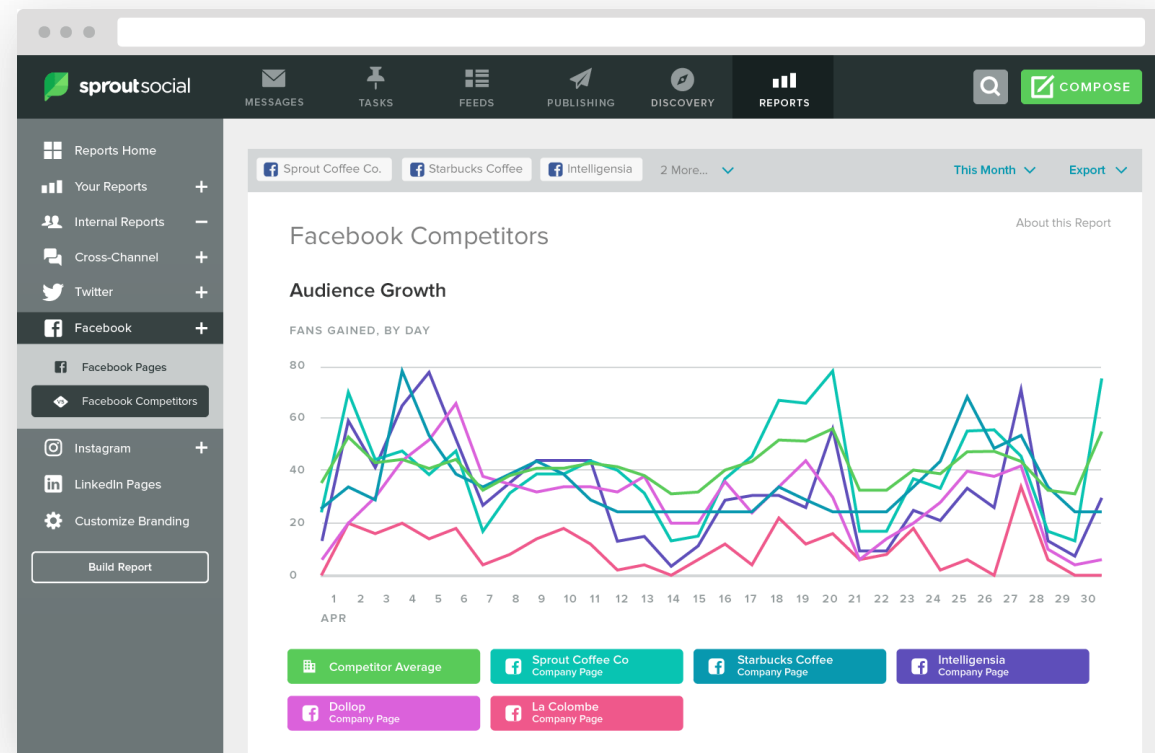 sproutsocial
MESSAGES
TASKS
FEEDS
PUBLISHING
DISCOVERY
REPORTS
COMPOSE
Reports Home
Your Reports
Internal Reports
Cross-Channel
Twitter
Facebook
Facebook Pages
VS
Facebook Competitors
Instagram
LinkedIn Pages
Customize Branding
Build Report
Sprout Coffee Co.
Starbucks Coffee
Intelligensia
2 More...
This Month
Export
Facebook Competitors
About this Report
Audience Growth
FANS GAINED, BY DAY
80
60
40
20
0
1 2 3 4 5 6 7 8 9 10 11 12 13 14 15 16 17 18 19 20 21 22 23 24 25 26 27 28 29 30
APR
Competitor Average
Sprout Coffee Co
Company Page
Starbucks Coffee
Company Page
Intelligensia
Company Page
Dollop
Company Page
La Colombe
Company Page